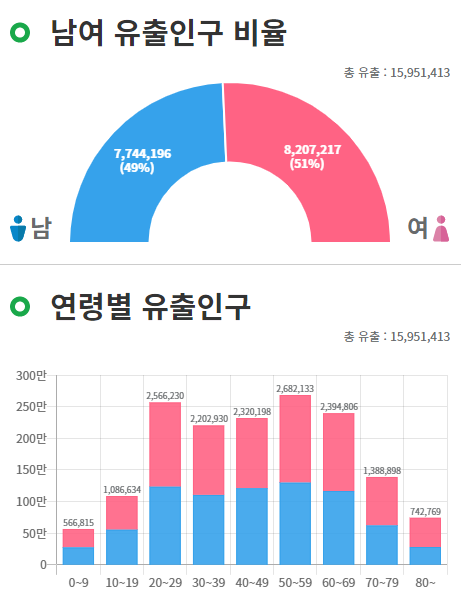 남여 유출인구 비율
총 유출 : 15,951,413
7,744,196
(49%)
8,207,217
(51%)
남
여
연령별 유출인구
총 유출 : 15,951,413
300만
250만
200만
150만
100만
50만
0
566,815
1,086,634
2,566,230
2,202,930
2,320,198
2,682,133
2,394,806
1,388,898
742,769
0~9
10~19
20~29
30~39
40~49
50~59
60~69
70~79
80~